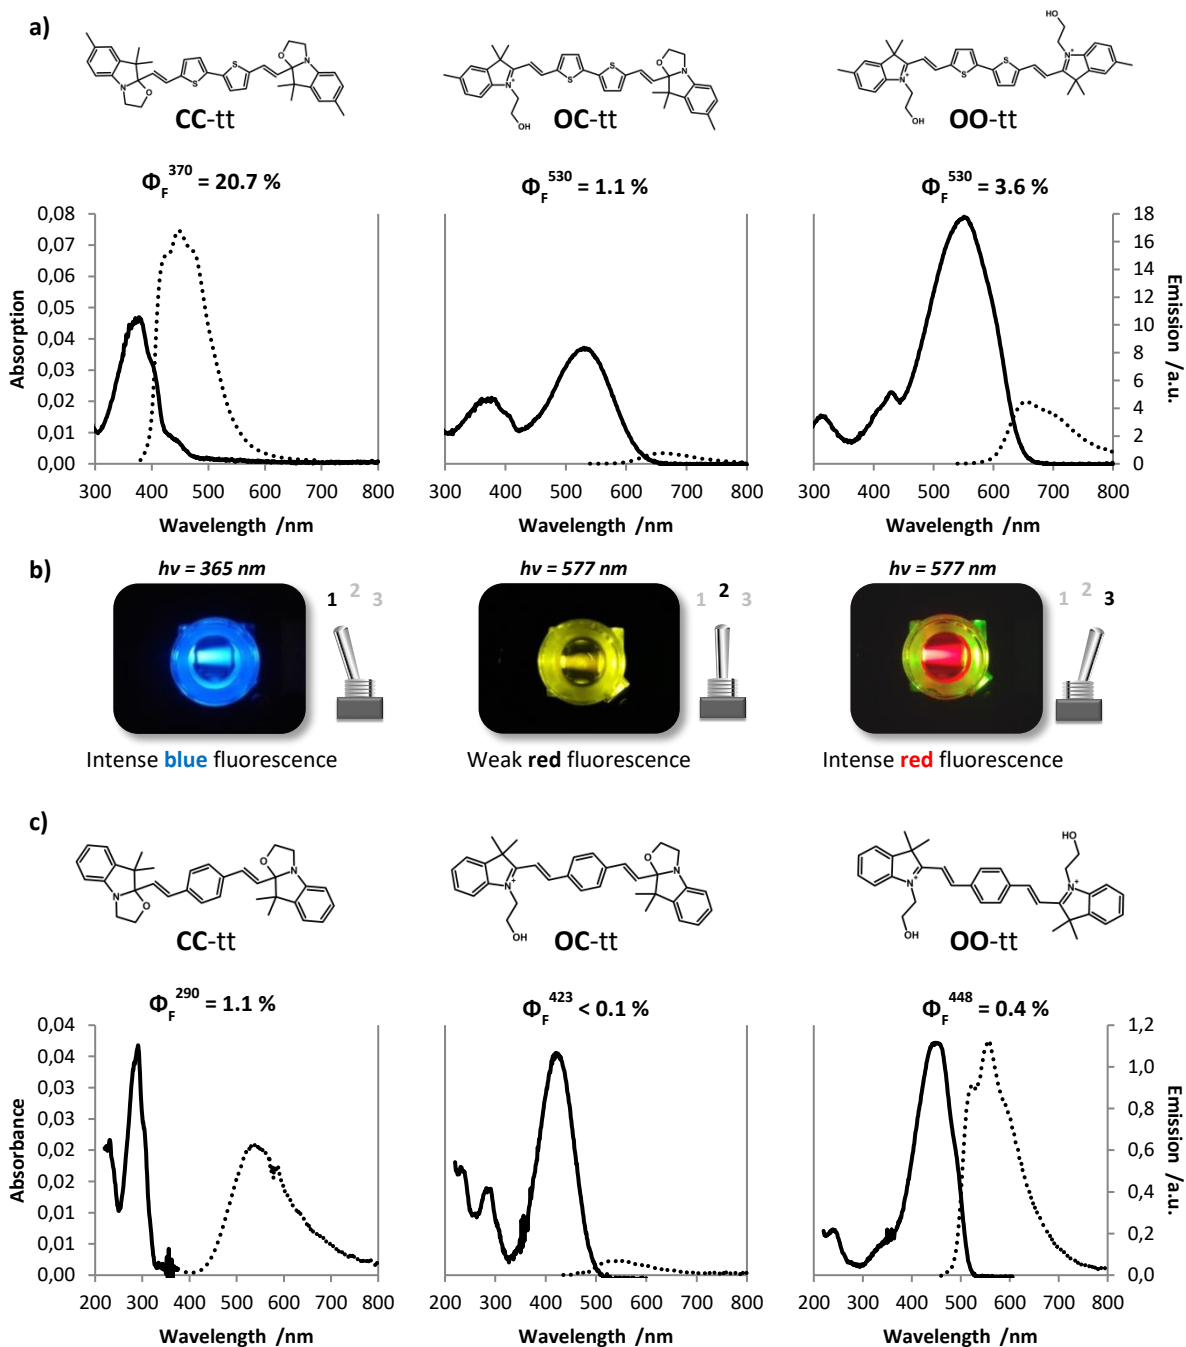 a)
CC-tt
OC-tt
OO-tt
Φ_F^370 = 20.7 %
Φ_F^530 = 1.1 %
Φ_F^530 = 3.6 %
Absorption
0,08
0,07
0,06
0,05
0,04
0,03
0,02
0,01
0,00
300 400 500 600 700 800
Wavelength /nm
300 400 500 600 700 800
Wavelength /nm
300 400 500 600 700 800
Wavelength /nm
18
16
14
12
10
8
6
4
2
0
Emission /a.u.
b)
hν = 365 nm
1 2 3
Intense blue fluorescence
hν = 577 nm
1 2 3
Weak red fluorescence
hν = 577 nm
1 2 3
Intense red fluorescence
c)
CC-tt
OC-tt
OO-tt
Φ_F^290 = 1.1 %
Φ_F^423 < 0.1 %
Φ_F^448 = 0.4 %
Absorbance
0,04
0,04
0,03
0,03
0,02
0,02
0,01
0,01
0,00
200 300 400 500 600 700 800
Wavelength /nm
200 300 400 500 600 700 800
Wavelength /nm
200 300 400 500 600 700 800
Wavelength /nm
1,2
1,0
0,8
0,6
0,4
0,2
0,0
Emission /a.u.